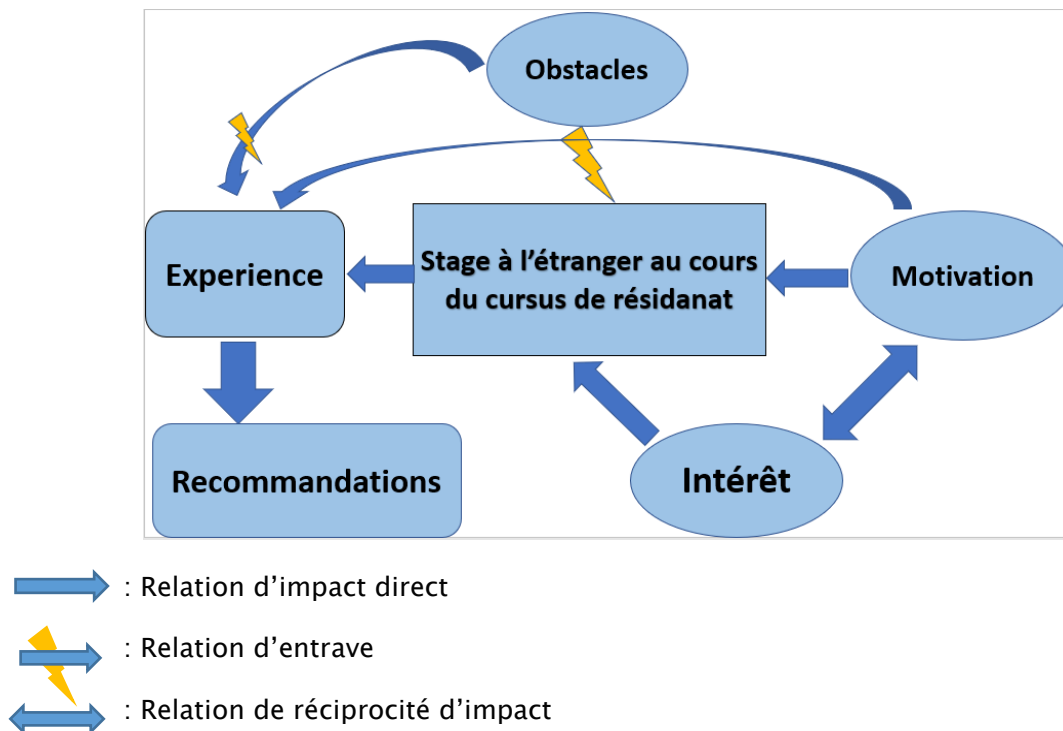 Obstacles
Experience
Stage à l’étranger au cours
du cursus de résidanat
Motivation
Recommandations
Intérêt
: Relation d’impact direct
: Relation d’entrave
: Relation de réciprocité d’impact